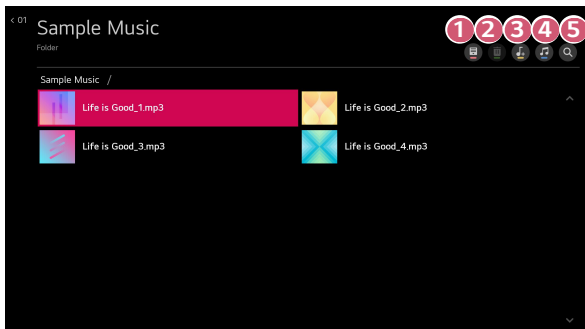 < 01
Sample Music
Folder
1 2 3 4 5
Sample Music /
Life is Good_1.mp3
Life is Good_2.mp3
Life is Good_3.mp3
Life is Good_4.mp3